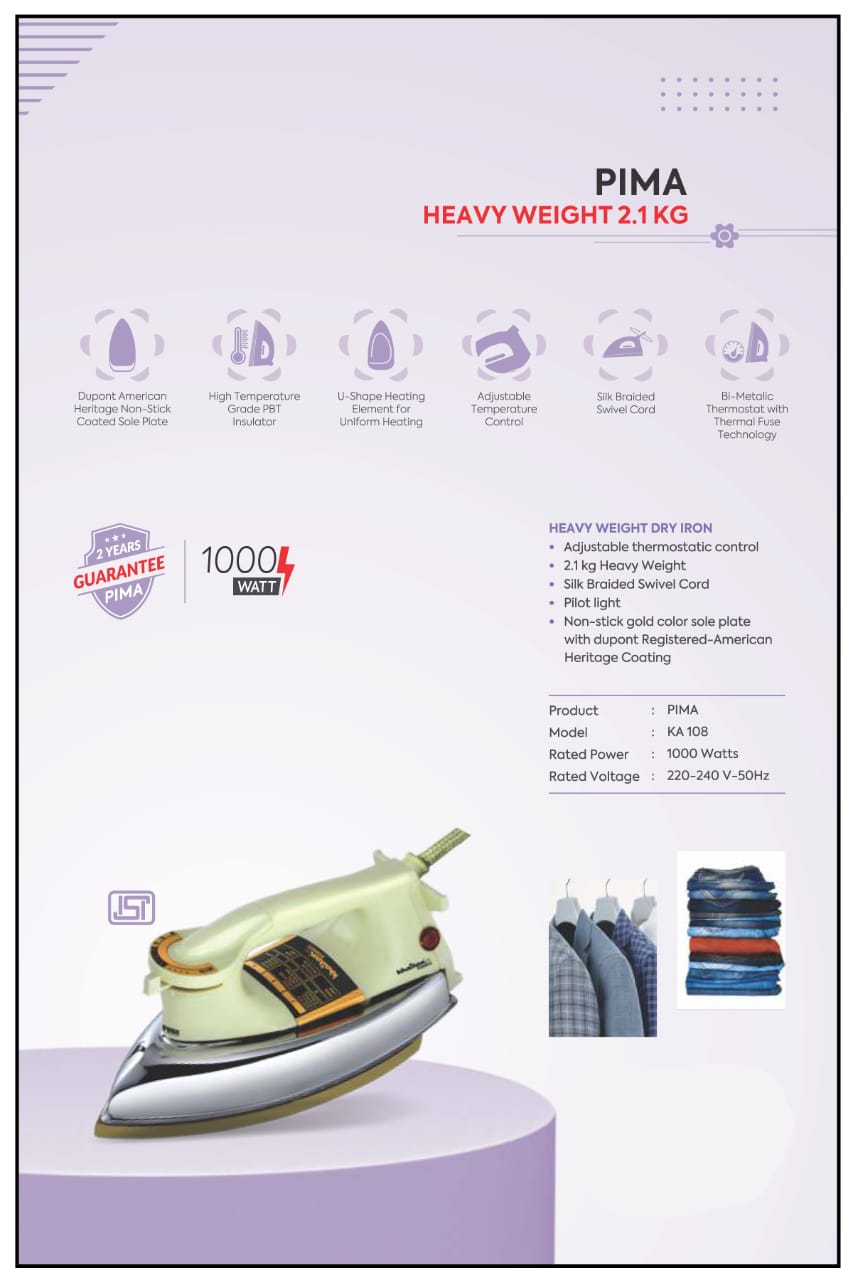 PIMA
HEAVY WEIGHT 2.1 KG
Dupont American
Heritage Non-Stick
Coated Sole Plate
High Temperature
Grade PBT
Insulator
U-Shape Heating
Element for
Uniform Heating
Adjustable
Temperature
Control
Silk Braided
Swivel Cord
Bi-Metalic
Thermostat with
Thermal Fuse
Technology
2 YEARS
GUARANTEE
PIMA
1000
WATT
HEAVY WEIGHT DRY IRON
• Adjustable thermostatic control
• 2.1 kg Heavy Weight
• Silk Braided Swivel Cord
• Pilot light
• Non-stick gold color sole plate
with dupont Registered-American
Heritage Coating
Product : PIMA
Model : KA 108
Rated Power : 1000 Watts
Rated Voltage : 220-240 V-50Hz